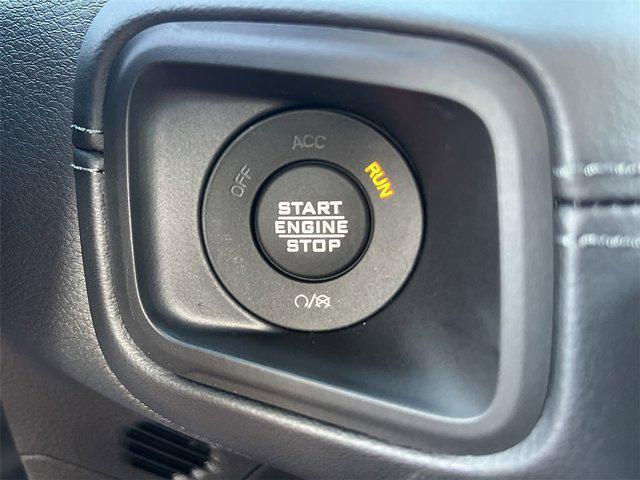 ACC
OFF
RUN
START
ENGINE
STOP